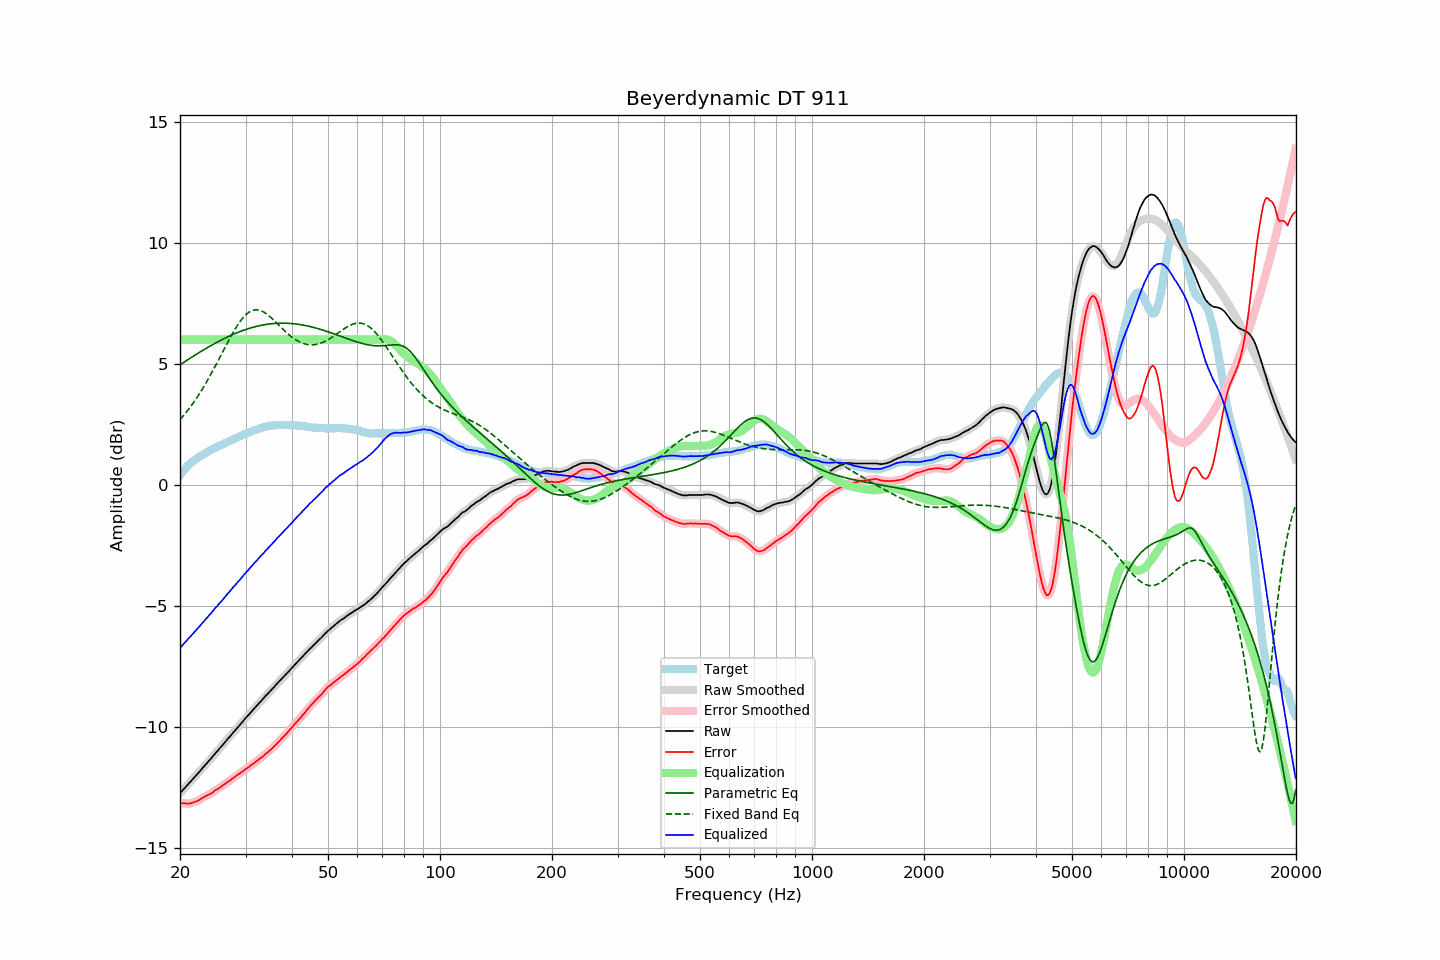 Beyerdynamic DT 911
15
10
5
0
−5
−10
−15
Amplitude (dBr)
Target
Raw Smoothed
Error Smoothed
Raw
Error
Equalization
Parametric Eq
Fixed Band Eq
Equalized
20
50
100
200
500
1000
2000
5000
10000
20000
Frequency (Hz)